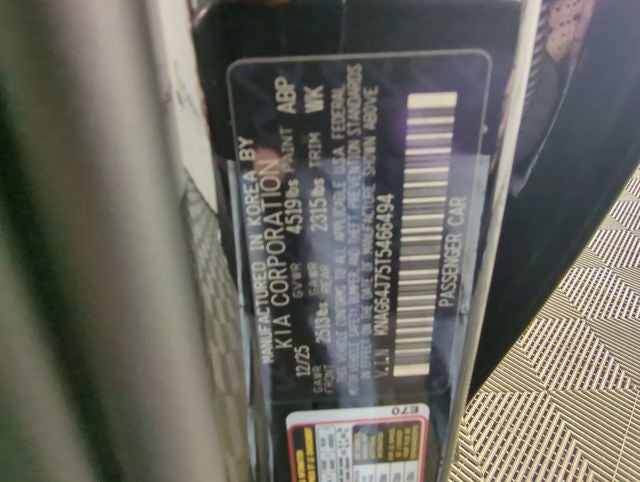 MANUFACTURED IN KOREA BY
KIA CORPORATION
12/25 GVWR 4519lbs PAINT ABP
GAWR FRONT 2513lbs GAWR REAR 2315lbs TRIM WK
THIS VEHICLE CONFORMS TO ALL APPLICABLE U.S.A FEDERAL
MOTOR VEHICLE SAFETY, BUMPER, AND THEFT PREVENTION STANDARDS
IN EFFECT ON THE DATE OF MANUFACTURE SHOWN ABOVE
V.I.N KNAG64J75T5466494
PASSENGER CAR
E70